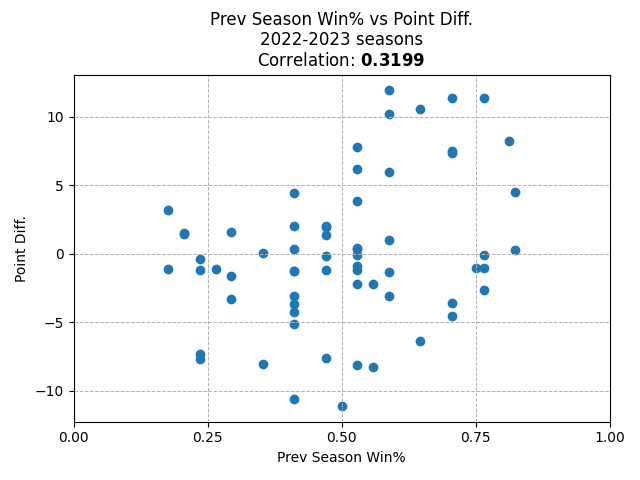 Prev Season Win% vs Point Diff.
2022-2023 seasons
Correlation: 0.3199
Point Diff.
10
5
0
−5
−10
0.00 0.25 0.50 0.75 1.00
Prev Season Win%